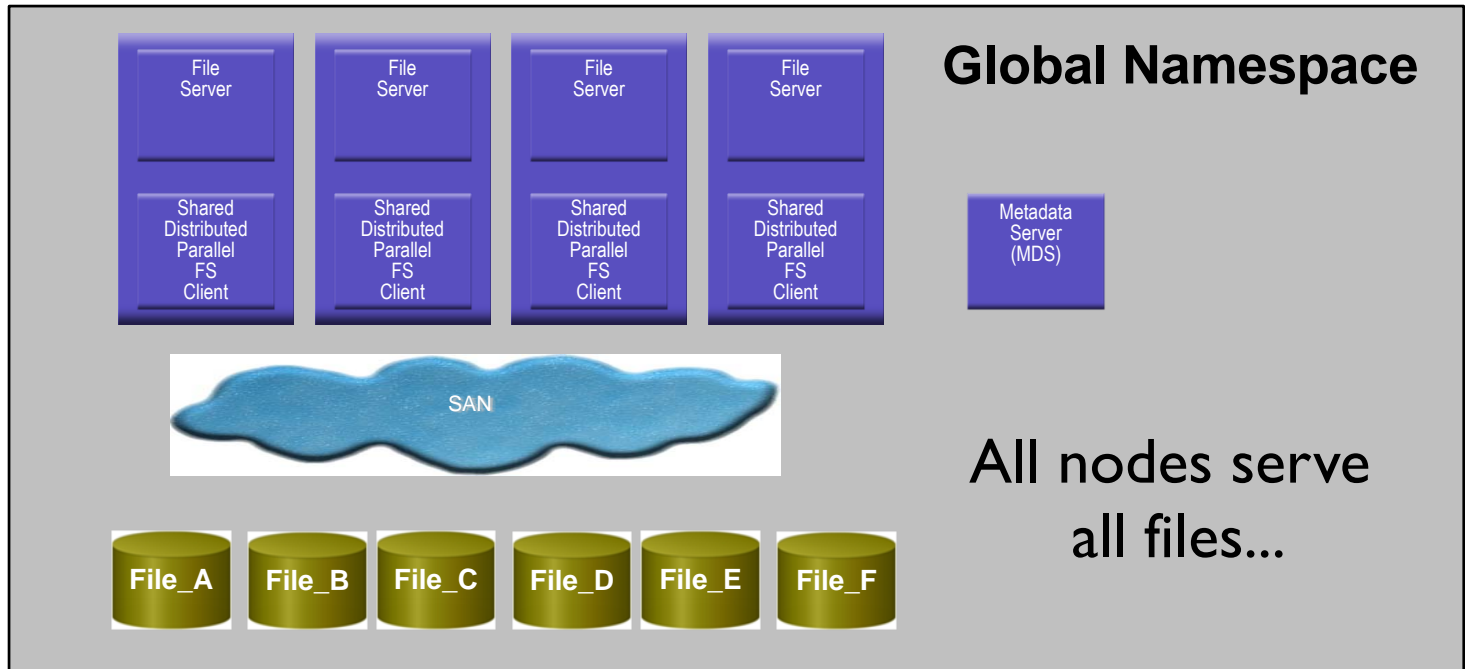 File
Server
File
Server
File
Server
File
Server
Global Namespace
Shared
Distributed
Parallel
FS
Client
Shared
Distributed
Parallel
FS
Client
Shared
Distributed
Parallel
FS
Client
Shared
Distributed
Parallel
FS
Client
Metadata
Server
(MDS)
SAN
All nodes serve
all files...
File_A
File_B
File_C
File_D
File_E
File_F